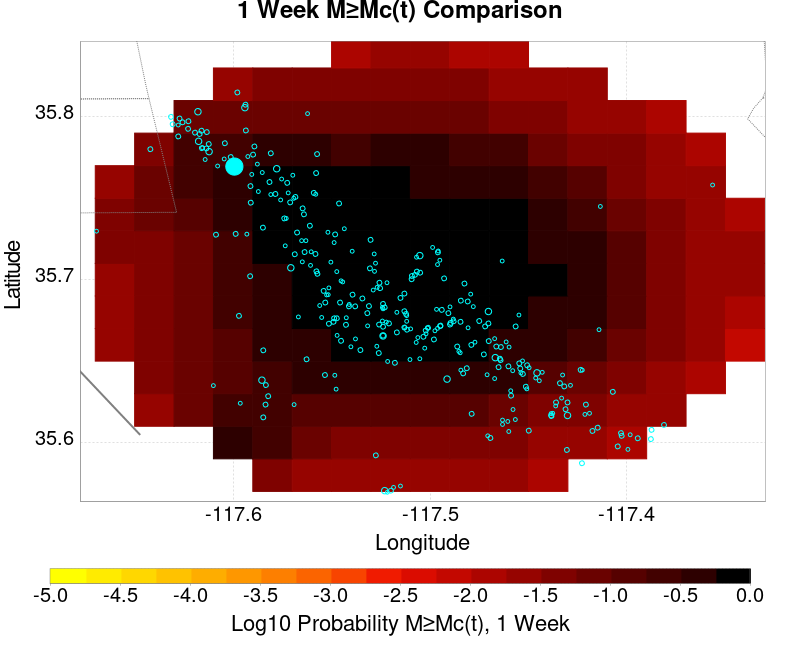 1 Week M≥Mc(t) Comparison
35.8
35.7
35.6
Latitude
-117.6 -117.5 -117.4
Longitude
-5.0 -4.5 -4.0 -3.5 -3.0 -2.5 -2.0 -1.5 -1.0 -0.5 0.0
Log10 Probability M≥Mc(t), 1 Week